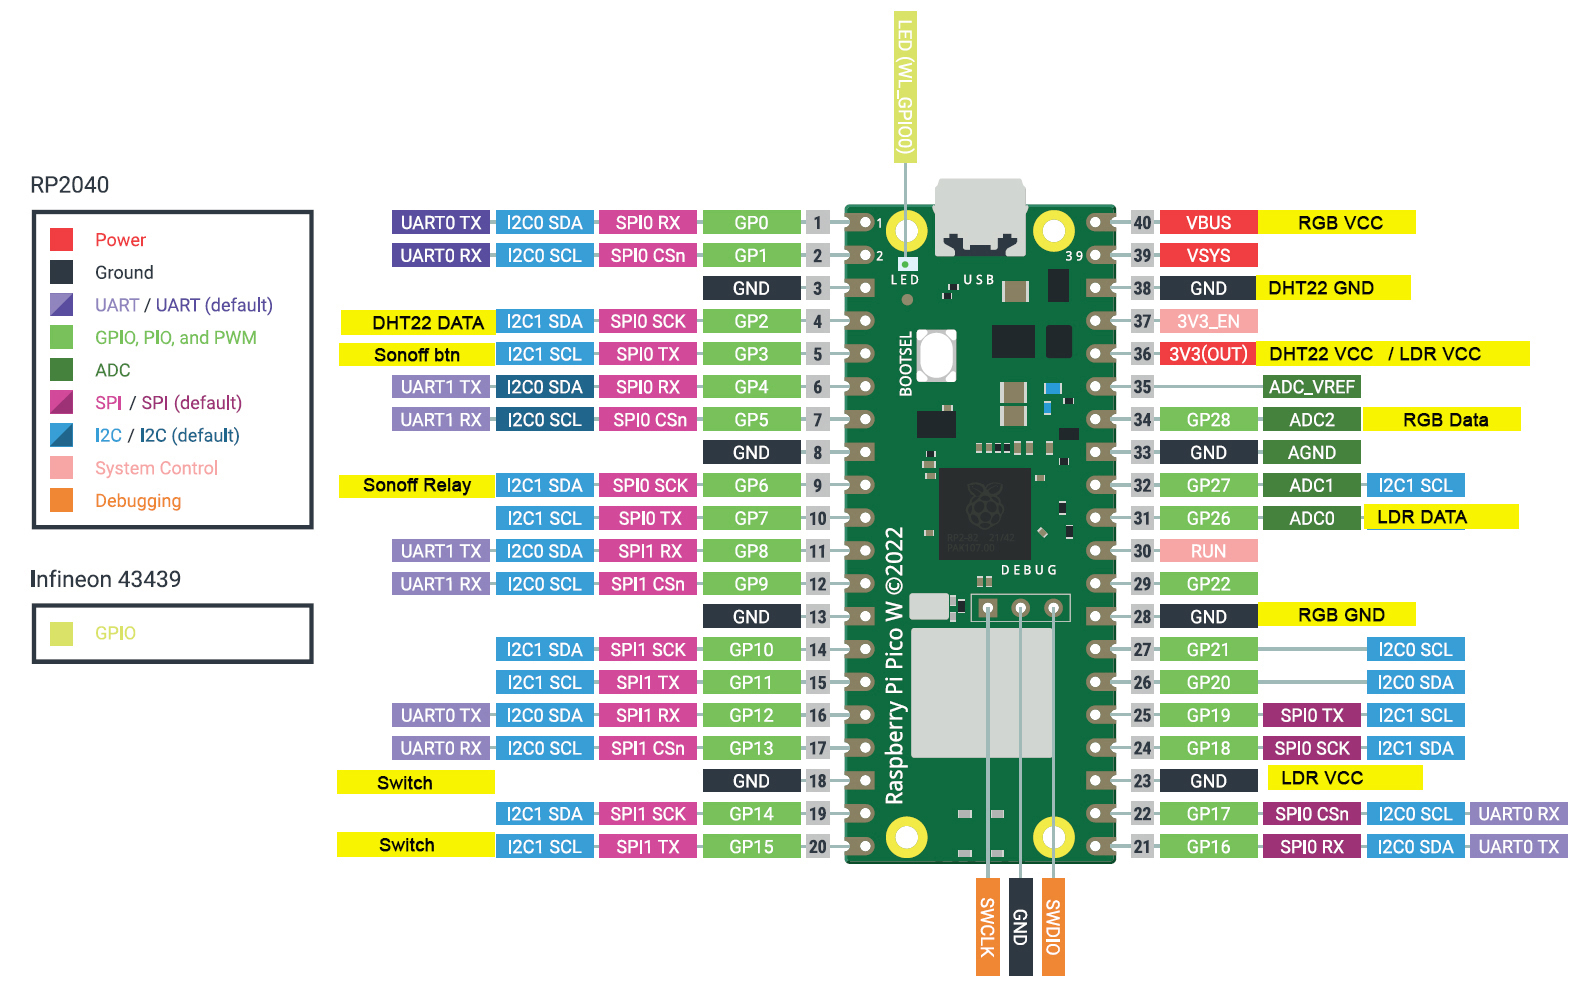 LED (WL_GPIO0)
RP2040
Power
Ground
UART / UART (default)
GPIO, PIO, and PWM
ADC
SPI / SPI (default)
I2C / I2C (default)
System Control
Debugging
Infineon 43439
GPIO
UART0 TX I2C0 SDA SPI0 RX GP0 1
UART0 RX I2C0 SCL SPI0 CSn GP1 2
GND 3
DHT22 DATA I2C1 SDA SPI0 SCK GP2 4
Sonoff btn I2C1 SCL SPI0 TX GP3 5
UART1 TX I2C0 SDA SPI0 RX GP4 6
UART1 RX I2C0 SCL SPI0 CSn GP5 7
GND 8
Sonoff Relay I2C1 SDA SPI0 SCK GP6 9
I2C1 SCL SPI0 TX GP7 10
UART1 TX I2C0 SDA SPI1 RX GP8 11
UART1 RX I2C0 SCL SPI1 CSn GP9 12
GND 13
I2C1 SDA SPI1 SCK GP10 14
I2C1 SCL SPI1 TX GP11 15
UART0 TX I2C0 SDA SPI1 RX GP12 16
UART0 RX I2C0 SCL SPI1 CSn GP13 17
Switch GND 18
I2C1 SDA SPI1 SCK GP14 19
Switch I2C1 SCL SPI1 TX GP15 20
1
2
39
LED
USB
BOOTSEL
DEBUG
Raspberry Pi Pico W ©2022
40 VBUS RGB VCC
39 VSYS
38 GND DHT22 GND
37 3V3_EN
36 3V3(OUT) DHT22 VCC / LDR VCC
35 ADC_VREF
34 GP28 ADC2 RGB Data
33 GND AGND
32 GP27 ADC1 I2C1 SCL
31 GP26 ADC0 LDR DATA
30 RUN
29 GP22
28 GND RGB GND
27 GP21 I2C0 SCL
26 GP20 I2C0 SDA
25 GP19 SPI0 TX I2C1 SCL
24 GP18 SPI0 SCK I2C1 SDA
23 GND LDR VCC
22 GP17 SPI0 CSn I2C0 SCL UART0 RX
21 GP16 SPI0 RX I2C0 SDA UART0 TX
SWCLK
GND
SWDIO